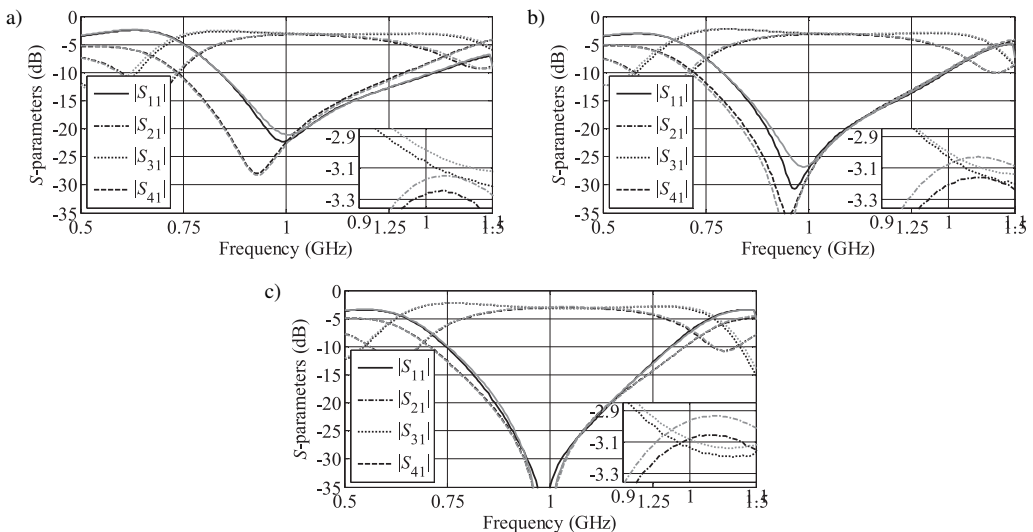 a)
S-parameters (dB)
0
-5
-10
-15
-20
-25
-30
-35
|S11|
|S21|
|S31|
|S41|
-2.9
-3.1
-3.3
0.9
1
1.1
0.5
0.75
1
1.25
1.5
Frequency (GHz)
b)
S-parameters (dB)
0
-5
-10
-15
-20
-25
-30
-35
|S11|
|S21|
|S31|
|S41|
-2.9
-3.1
-3.3
0.9
1
1.1
0.5
0.75
1
1.25
1.5
Frequency (GHz)
c)
S-parameters (dB)
0
-5
-10
-15
-20
-25
-30
-35
|S11|
|S21|
|S31|
|S41|
-2.9
-3.1
-3.3
0.9
1
1.1
0.5
0.75
1
1.25
1.5
Frequency (GHz)